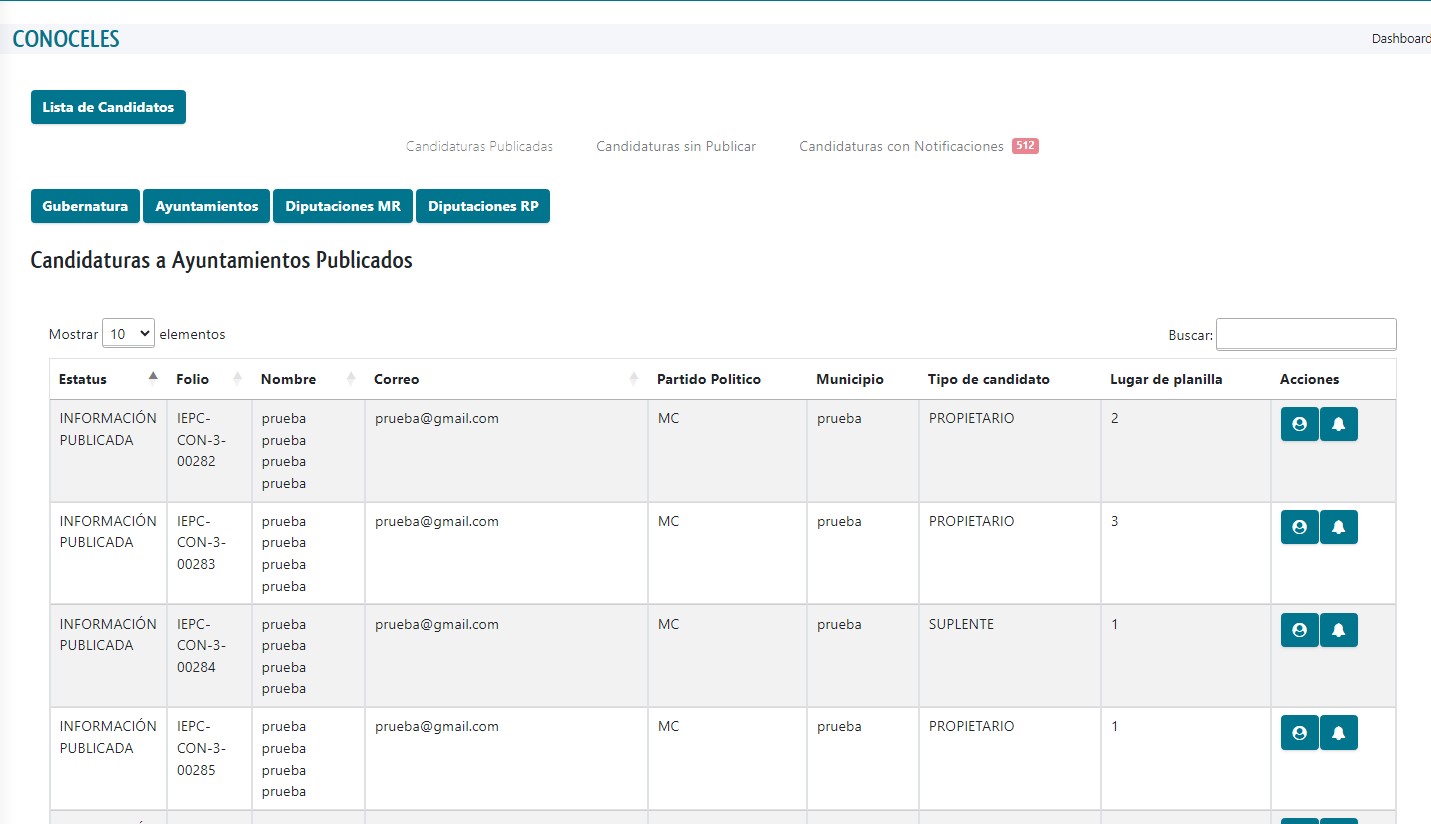 CONOCELES
Dashboard
Lista de Candidatos
Candidaturas Publicadas Candidaturas sin Publicar Candidaturas con Notificaciones 512
Gubernatura Ayuntamientos Diputaciones MR Diputaciones RP
Candidaturas a Ayuntamientos Publicados
Mostrar 10 elementos Buscar:
Estatus Folio Nombre Correo Partido Politico Municipio Tipo de candidato Lugar de planilla Acciones
INFORMACIÓN IEPC- prueba prueba@gmail.com MC prueba PROPIETARIO 2
PUBLICADA CON-3- prueba
00282 prueba
prueba
INFORMACIÓN IEPC- prueba prueba@gmail.com MC prueba PROPIETARIO 3
PUBLICADA CON-3- prueba
00283 prueba
prueba
INFORMACIÓN IEPC- prueba prueba@gmail.com MC prueba SUPLENTE 1
PUBLICADA CON-3- prueba
00284 prueba
prueba
INFORMACIÓN IEPC- prueba prueba@gmail.com MC prueba PROPIETARIO 1
PUBLICADA CON-3- prueba
00285 prueba
prueba